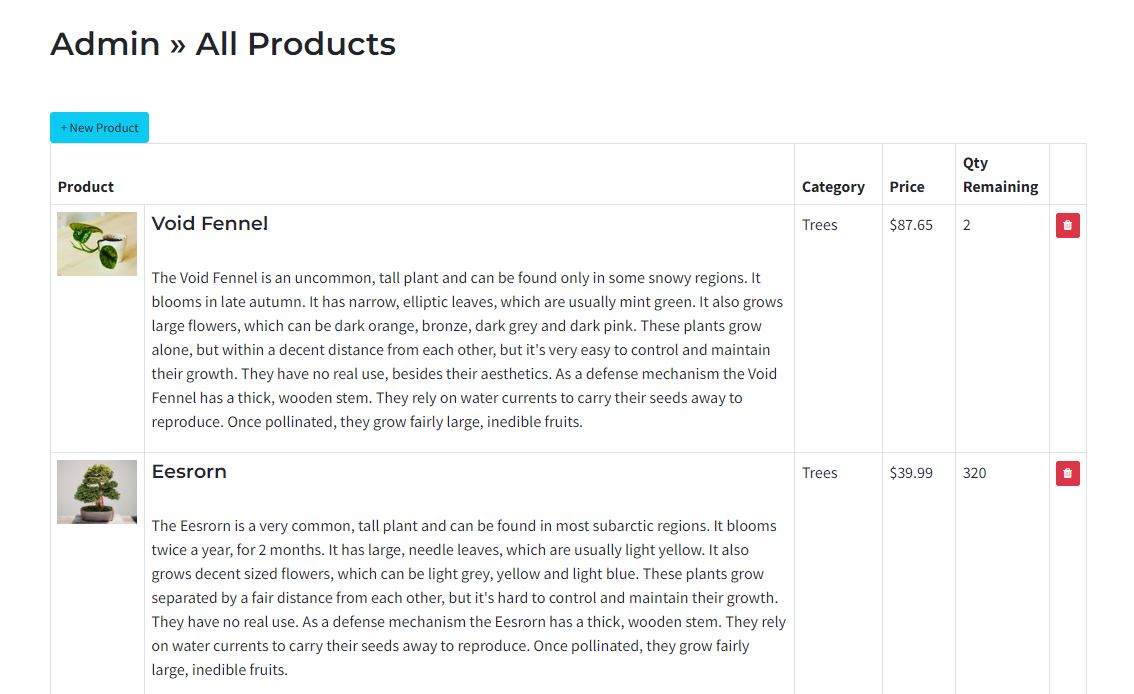 Admin » All Products
+ New Product
Product
Category
Price
Qty
Remaining
Void Fennel
Trees
$87.65
2
The Void Fennel is an uncommon, tall plant and can be found only in some snowy regions. It
blooms in late autumn. It has narrow, elliptic leaves, which are usually mint green. It also grows
large flowers, which can be dark orange, bronze, dark grey and dark pink. These plants grow
alone, but within a decent distance from each other, but it's very easy to control and maintain
their growth. They have no real use, besides their aesthetics. As a defense mechanism the Void
Fennel has a thick, wooden stem. They rely on water currents to carry their seeds away to
reproduce. Once pollinated, they grow fairly large, inedible fruits.
Eesrorn
Trees
$39.99
320
The Eesrorn is a very common, tall plant and can be found in most subarctic regions. It blooms
twice a year, for 2 months. It has large, needle leaves, which are usually light yellow. It also
grows decent sized flowers, which can be light grey, yellow and light blue. These plants grow
separated by a fair distance from each other, but it's hard to control and maintain their growth.
They have no real use. As a defense mechanism the Eesrorn has a thick, wooden stem. They rely
on water currents to carry their seeds away to reproduce. Once pollinated, they grow fairly
large, inedible fruits.